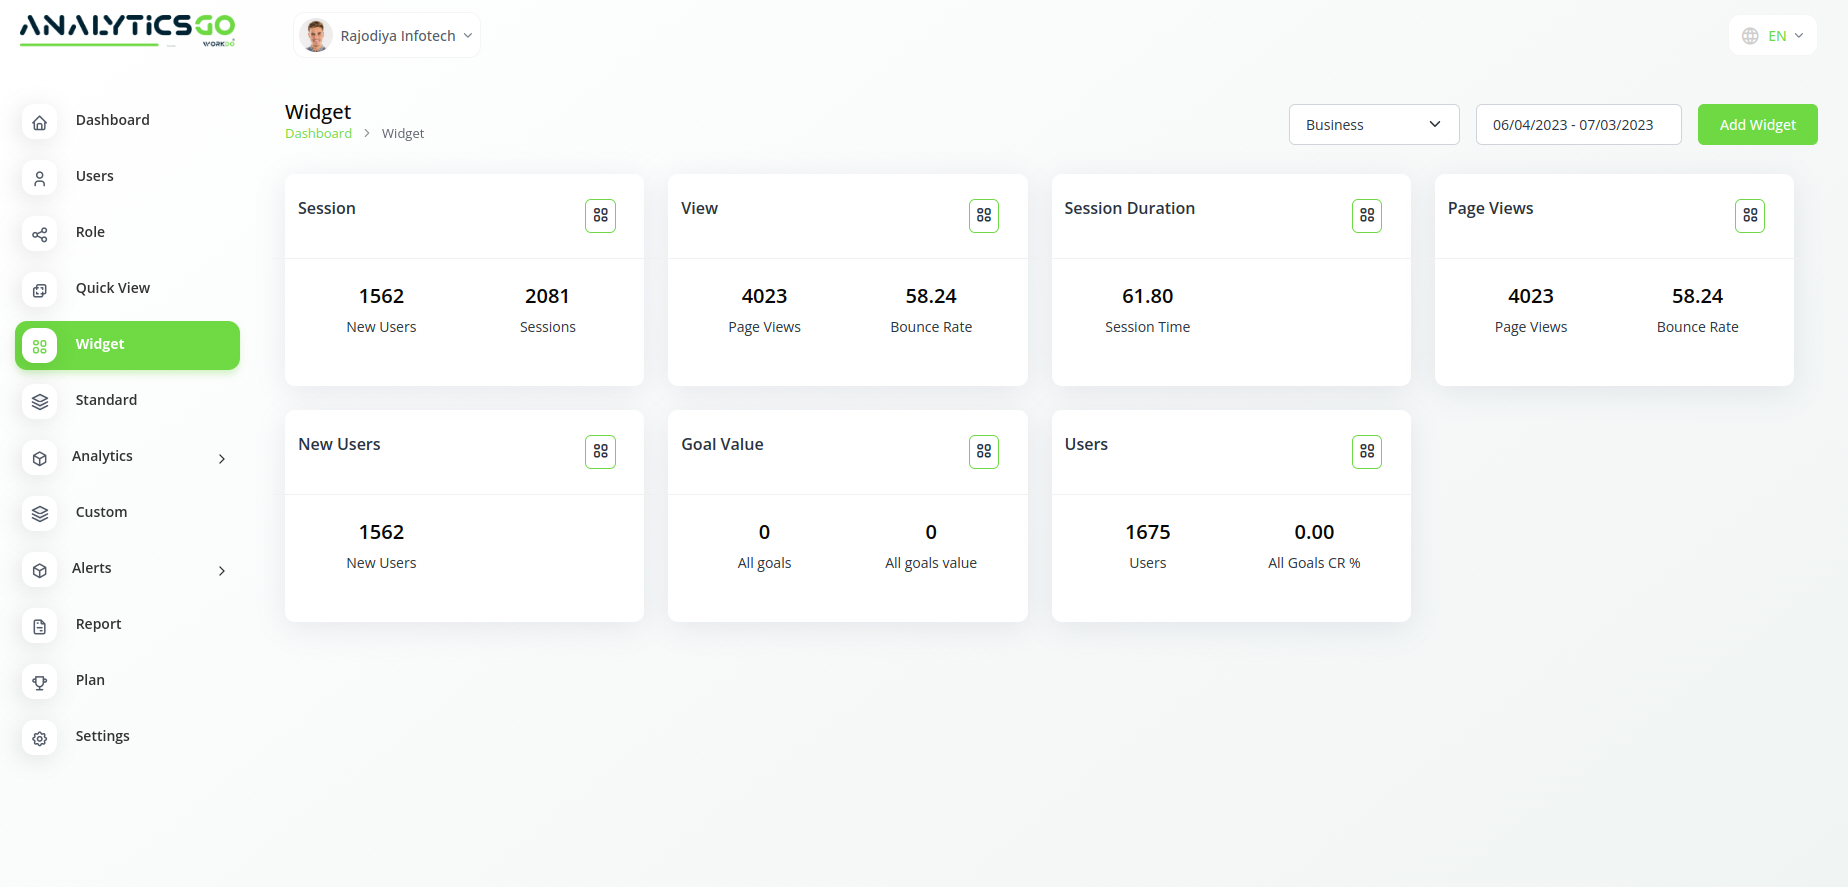 ANALYTiCSGO
WORKDO
Rajodiya Infotech
EN
Dashboard
Users
Role
Quick View
Widget
Standard
Analytics
Custom
Alerts
Report
Plan
Settings
Widget
Dashboard > Widget
Business
06/04/2023 - 07/03/2023
Add Widget
Session
1562 2081
New Users Sessions
View
4023 58.24
Page Views Bounce Rate
Session Duration
61.80
Session Time
Page Views
4023 58.24
Page Views Bounce Rate
New Users
1562
New Users
Goal Value
0 0
All goals All goals value
Users
1675 0.00
Users All Goals CR %